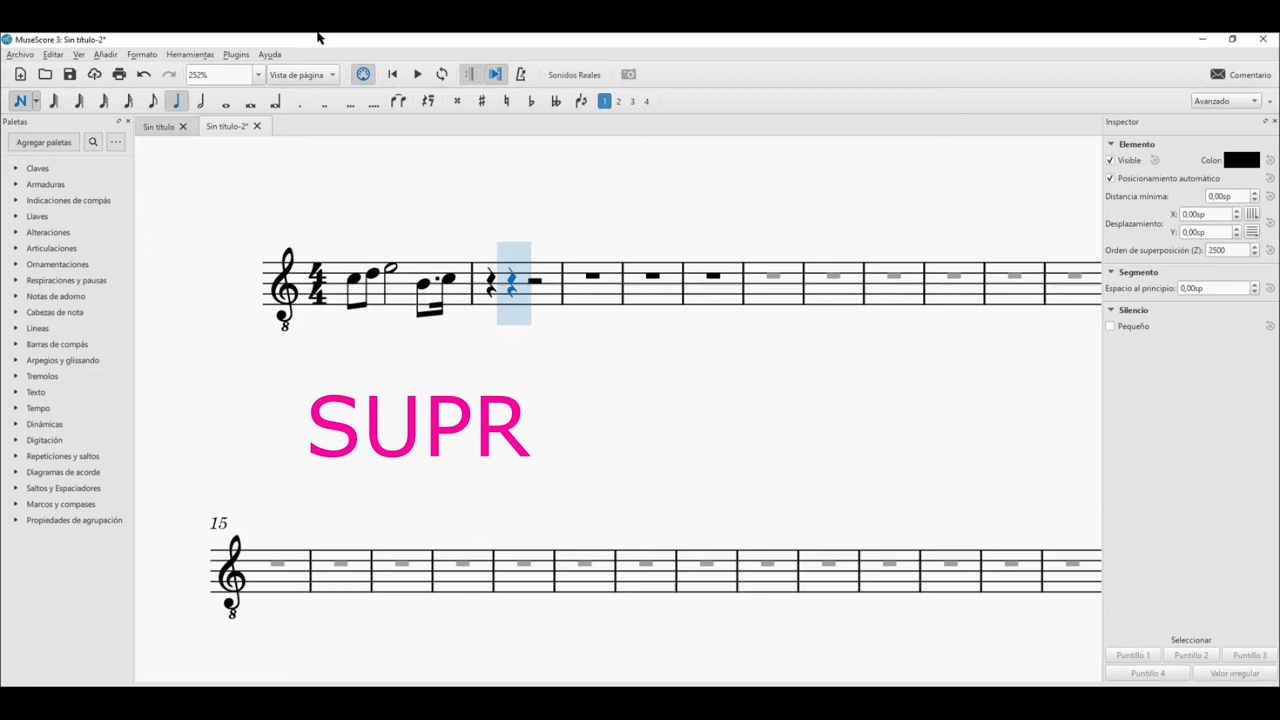 MuseScore 3: Sin título-2*
Archivo Editar Ver Añadir Formato Herramientas Plugins Ayuda
252% Vista de página Sonidos Reales Comentario
1 2 3 4 Avanzado
Paletas
Sin título Sin título-2*
Inspector
Agregar paletas ...
Claves
Armaduras
Indicaciones de compás
Llaves
Alteraciones
Articulaciones
Ornamentaciones
Respiraciones y pausas
Notas de adorno
Cabezas de nota
Líneas
Barras de compás
Arpegios y glissando
Tremolos
Texto
Tempo
Dinámicas
Digitación
Repeticiones y saltos
Diagramas de acorde
Saltos y Espaciadores
Marcos y compases
Propiedades de agrupación
4
4
8
SUPR
15
8
Elemento
Visible Color:
Posicionamiento automático
Distancia mínima: 0,00sp
Desplazamiento: X: 0,00sp
Y: 0,00sp
Orden de superposición (Z): 2500
Segmento
Espacio al principio: 0,00sp
Silencio
Pequeño
Seleccionar
Puntillo 1 Puntillo 2 Puntillo 3
Puntillo 4 Valor irregular